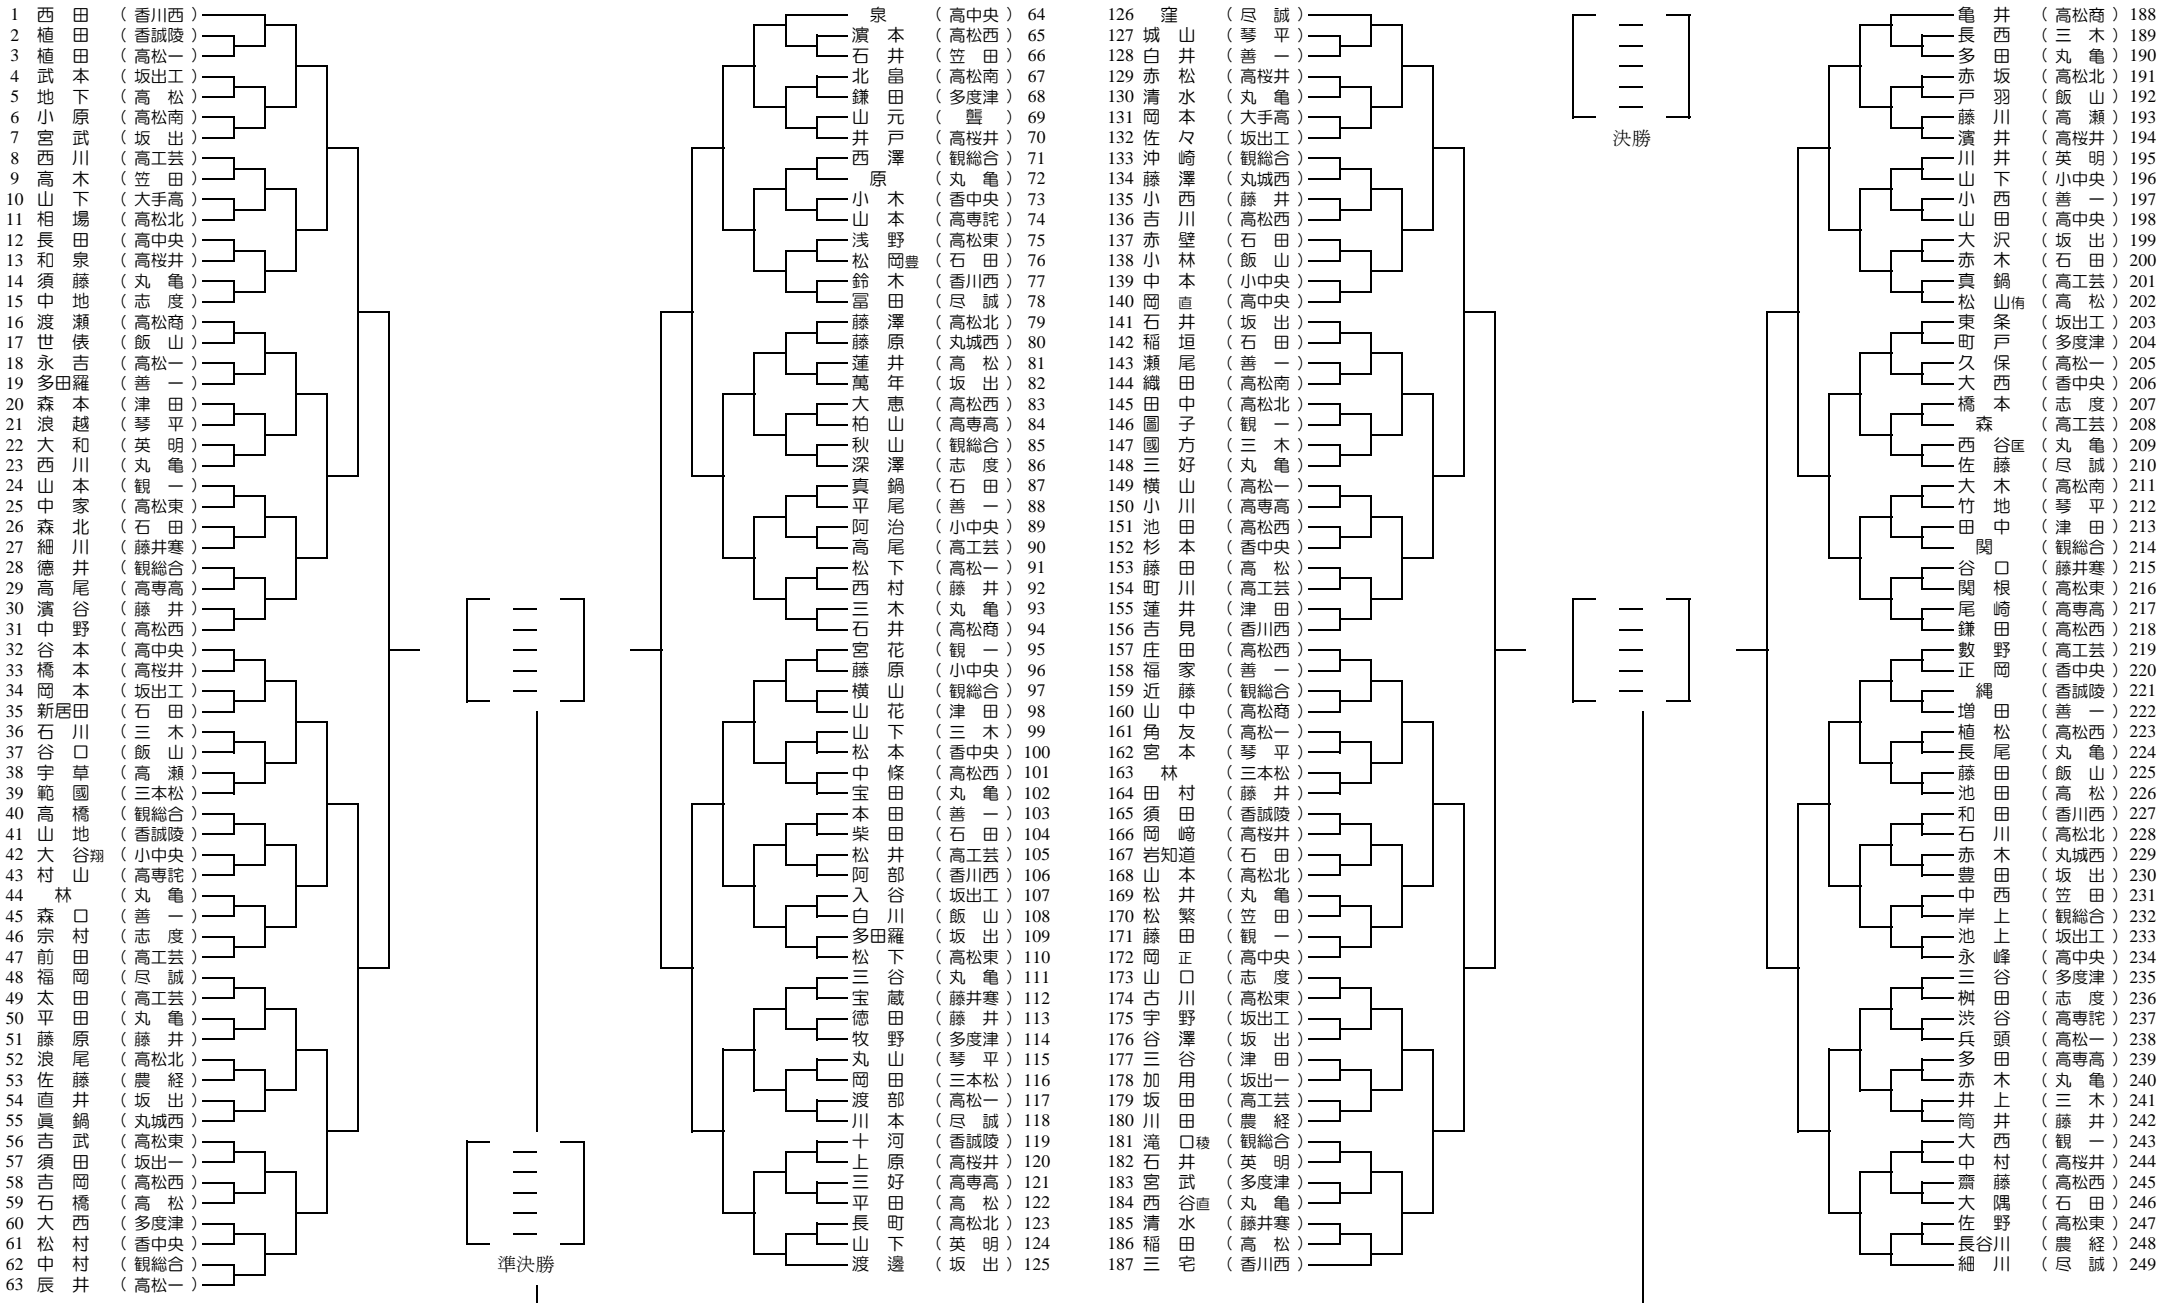 1 西 田 （ 香川西 ）
2 植 田 （ 香誠陵 ）
3 植 田 （ 高松一 ）
4 武 本 （ 坂出工 ）
5 地 下 （ 高 松 ）
6 小 原 （ 高松南 ）
7 宮 武 （ 坂 出 ）
8 西 川 （ 高工芸 ）
9 高 木 （ 笠 田 ）
10 山 下 （ 大手高 ）
11 相 場 （ 高松北 ）
12 長 田 （ 高中央 ）
13 和 泉 （ 高桜井 ）
14 須 藤 （ 丸 亀 ）
15 中 地 （ 志 度 ）
16 渡 瀬 （ 高松商 ）
17 世 俵 （ 飯 山 ）
18 永 吉 （ 高松一 ）
19 多田羅 （ 善 一 ）
20 森 本 （ 津 田 ）
21 浪 越 （ 琴 平 ）
22 大 和 （ 英 明 ）
23 西 川 （ 丸 亀 ）
24 山 本 （ 観 一 ）
25 中 家 （ 高松東 ）
26 森 北 （ 石 田 ）
27 細 川 （ 藤井寒 ）
28 德 井 （ 観総合 ）
29 高 尾 （ 高専高 ）
30 濱 谷 （ 藤 井 ）
31 中 野 （ 高松西 ）
32 谷 本 （ 高中央 ）
33 橋 本 （ 高桜井 ）
34 岡 本 （ 坂出工 ）
35 新居田 （ 石 田 ）
36 石 川 （ 三 木 ）
37 谷 口 （ 飯 山 ）
38 宇 草 （ 高 瀬 ）
39 範 國 （ 三本松 ）
40 高 橋 （ 観総合 ）
41 山 地 （ 香誠陵 ）
42 大 谷翔 （ 小中央 ）
43 村 山 （ 高専詫 ）
44 林 （ 丸 亀 ）
45 森 口 （ 善 一 ）
46 宗 村 （ 志 度 ）
47 前 田 （ 高工芸 ）
48 福 岡 （ 尽 誠 ）
49 太 田 （ 高工芸 ）
50 平 田 （ 丸 亀 ）
51 藤 原 （ 藤 井 ）
52 浪 尾 （ 高松北 ）
53 佐 藤 （ 農 経 ）
54 直 井 （ 坂 出 ）
55 眞 鍋 （ 丸城西 ）
56 吉 武 （ 高松東 ）
57 須 田 （ 坂出一 ）
58 吉 岡 （ 高松西 ）
59 石 橋 （ 高 松 ）
60 大 西 （ 多度津 ）
61 松 村 （ 香中央 ）
62 中 村 （ 観総合 ）
63 辰 井 （ 高松一 ）
準決勝
泉 （ 高中央 ） 64
濵 本 （ 高松西 ） 65
石 井 （ 笠 田 ） 66
北 畠 （ 高松南 ） 67
鎌 田 （ 多度津 ） 68
山 元 （ 聾 ） 69
井 戸 （ 高桜井 ） 70
西 澤 （ 観総合 ） 71
原 （ 丸 亀 ） 72
小 木 （ 香中央 ） 73
山 本 （ 高専詫 ） 74
浅 野 （ 高松東 ） 75
松 岡豊 （ 石 田 ） 76
鈴 木 （ 香川西 ） 77
冨 田 （ 尽 誠 ） 78
藤 澤 （ 高松北 ） 79
藤 原 （ 丸城西 ） 80
蓮 井 （ 高 松 ） 81
萬 年 （ 坂 出 ） 82
大 恵 （ 高松西 ） 83
柏 山 （ 高専高 ） 84
秋 山 （ 観総合 ） 85
深 澤 （ 志 度 ） 86
真 鍋 （ 石 田 ） 87
平 尾 （ 善 一 ） 88
阿 治 （ 小中央 ） 89
高 尾 （ 高工芸 ） 90
松 下 （ 高松一 ） 91
西 村 （ 藤 井 ） 92
三 木 （ 丸 亀 ） 93
石 井 （ 高松商 ） 94
宮 花 （ 観 一 ） 95
藤 原 （ 小中央 ） 96
横 山 （ 観総合 ） 97
山 花 （ 津 田 ） 98
山 下 （ 三 木 ） 99
松 本 （ 香中央 ） 100
中 條 （ 高松西 ） 101
宝 田 （ 丸 亀 ） 102
本 田 （ 善 一 ） 103
柴 田 （ 石 田 ） 104
松 井 （ 高工芸 ） 105
阿 部 （ 香川西 ） 106
入 谷 （ 坂出工 ） 107
白 川 （ 飯 山 ） 108
多田羅 （ 坂 出 ） 109
松 下 （ 高松東 ） 110
三 谷 （ 丸 亀 ） 111
宝 蔵 （ 藤井寒 ） 112
徳 田 （ 藤 井 ） 113
牧 野 （ 多度津 ） 114
丸 山 （ 琴 平 ） 115
岡 田 （ 三本松 ） 116
渡 部 （ 高松一 ） 117
川 本 （ 尽 誠 ） 118
十 河 （ 香誠陵 ） 119
上 原 （ 高桜井 ） 120
三 好 （ 高専高 ） 121
平 田 （ 高 松 ） 122
長 町 （ 高松北 ） 123
山 下 （ 英 明 ） 124
渡 邊 （ 坂 出 ） 125
126 窪 （ 尽 誠 ）
127 城 山 （ 琴 平 ）
128 白 井 （ 善 一 ）
129 赤 松 （ 高桜井 ）
130 清 水 （ 丸 亀 ）
131 岡 本 （ 大手高 ）
132 佐 々 （ 坂出工 ）
133 沖 崎 （ 観総合 ）
134 藤 澤 （ 丸城西 ）
135 小 西 （ 藤 井 ）
136 吉 川 （ 高松西 ）
137 赤 壁 （ 石 田 ）
138 小 林 （ 飯 山 ）
139 中 本 （ 小中央 ）
140 岡 直 （ 高中央 ）
141 石 井 （ 坂 出 ）
142 稲 垣 （ 石 田 ）
143 瀬 尾 （ 善 一 ）
144 織 田 （ 高松南 ）
145 田 中 （ 高松北 ）
146 圖 子 （ 観 一 ）
147 國 方 （ 三 木 ）
148 三 好 （ 丸 亀 ）
149 横 山 （ 高松一 ）
150 小 川 （ 高専高 ）
151 池 田 （ 高松西 ）
152 杉 本 （ 香中央 ）
153 藤 田 （ 高 松 ）
154 町 川 （ 高工芸 ）
155 蓮 井 （ 津 田 ）
156 吉 見 （ 香川西 ）
157 庄 田 （ 高松西 ）
158 福 家 （ 善 一 ）
159 近 藤 （ 観総合 ）
160 山 中 （ 高松商 ）
161 角 友 （ 高松一 ）
162 宮 本 （ 琴 平 ）
163 林 （ 三本松 ）
164 田 村 （ 藤 井 ）
165 須 田 （ 香誠陵 ）
166 岡 﨑 （ 高桜井 ）
167 岩知道 （ 石 田 ）
168 山 本 （ 高松北 ）
169 松 井 （ 丸 亀 ）
170 松 繁 （ 笠 田 ）
171 藤 田 （ 観 一 ）
172 岡 正 （ 高中央 ）
173 山 口 （ 志 度 ）
174 古 川 （ 高松東 ）
175 宇 野 （ 坂出工 ）
176 谷 澤 （ 坂 出 ）
177 三 谷 （ 津 田 ）
178 加 用 （ 坂出一 ）
179 坂 田 （ 高工芸 ）
180 川 田 （ 農 経 ）
181 滝 口稜 （ 観総合 ）
182 石 井 （ 英 明 ）
183 宮 武 （ 多度津 ）
184 西 谷直 （ 丸 亀 ）
185 清 水 （ 藤井寒 ）
186 稲 田 （ 高 松 ）
187 三 宅 （ 香川西 ）
決勝
亀 井 （ 高松商 ） 188
長 西 （ 三 木 ） 189
多 田 （ 丸 亀 ） 190
赤 坂 （ 高松北 ） 191
戸 羽 （ 飯 山 ） 192
藤 川 （ 高 瀬 ） 193
濱 井 （ 高桜井 ） 194
川 井 （ 英 明 ） 195
山 下 （ 小中央 ） 196
小 西 （ 善 一 ） 197
山 田 （ 高中央 ） 198
大 沢 （ 坂 出 ） 199
赤 木 （ 石 田 ） 200
真 鍋 （ 高工芸 ） 201
松 山侑 （ 高 松 ） 202
東 条 （ 坂出工 ） 203
町 戸 （ 多度津 ） 204
久 保 （ 高松一 ） 205
大 西 （ 香中央 ） 206
橋 本 （ 志 度 ） 207
森 （ 高工芸 ） 208
西 谷匡 （ 丸 亀 ） 209
佐 藤 （ 尽 誠 ） 210
大 木 （ 高松南 ） 211
竹 地 （ 琴 平 ） 212
田 中 （ 津 田 ） 213
関 （ 観総合 ） 214
谷 口 （ 藤井寒 ） 215
関 根 （ 高松東 ） 216
尾 崎 （ 高専高 ） 217
鎌 田 （ 高松西 ） 218
數 野 （ 高工芸 ） 219
正 岡 （ 香中央 ） 220
縄 （ 香誠陵 ） 221
増 田 （ 善 一 ） 222
植 松 （ 高松西 ） 223
長 尾 （ 丸 亀 ） 224
藤 田 （ 飯 山 ） 225
池 田 （ 高 松 ） 226
和 田 （ 香川西 ） 227
石 川 （ 高松北 ） 228
赤 木 （ 丸城西 ） 229
豊 田 （ 坂 出 ） 230
中 西 （ 笠 田 ） 231
岸 上 （ 観総合 ） 232
池 上 （ 坂出工 ） 233
永 峰 （ 高中央 ） 234
三 谷 （ 多度津 ） 235
桝 田 （ 志 度 ） 236
渋 谷 （ 高専詫 ） 237
兵 頭 （ 高松一 ） 238
多 田 （ 高専高 ） 239
赤 木 （ 丸 亀 ） 240
井 上 （ 三 木 ） 241
筒 井 （ 藤 井 ） 242
大 西 （ 観 一 ） 243
中 村 （ 高桜井 ） 244
齋 藤 （ 高松西 ） 245
大 隅 （ 石 田 ） 246
佐 野 （ 高松東 ） 247
長谷川 （ 農 経 ） 248
細 川 （ 尽 誠 ） 249